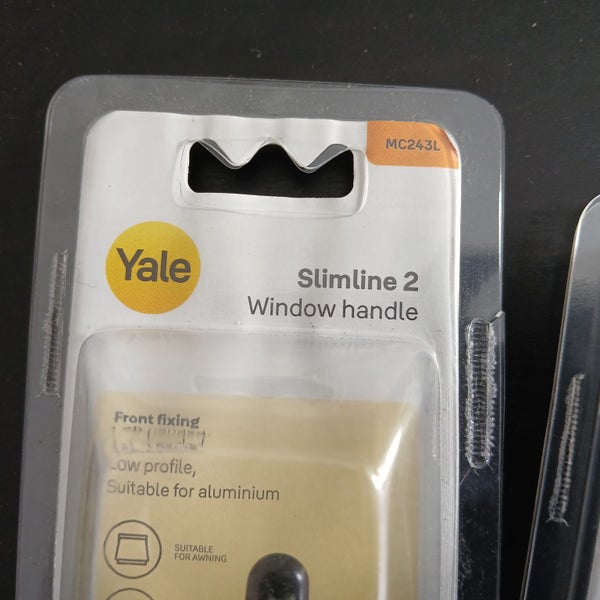 MC243L
Yale
Slimline 2
Window handle
Front fixing
Low profile,
Suitable for aluminium
SUITABLE
FOR AWNING